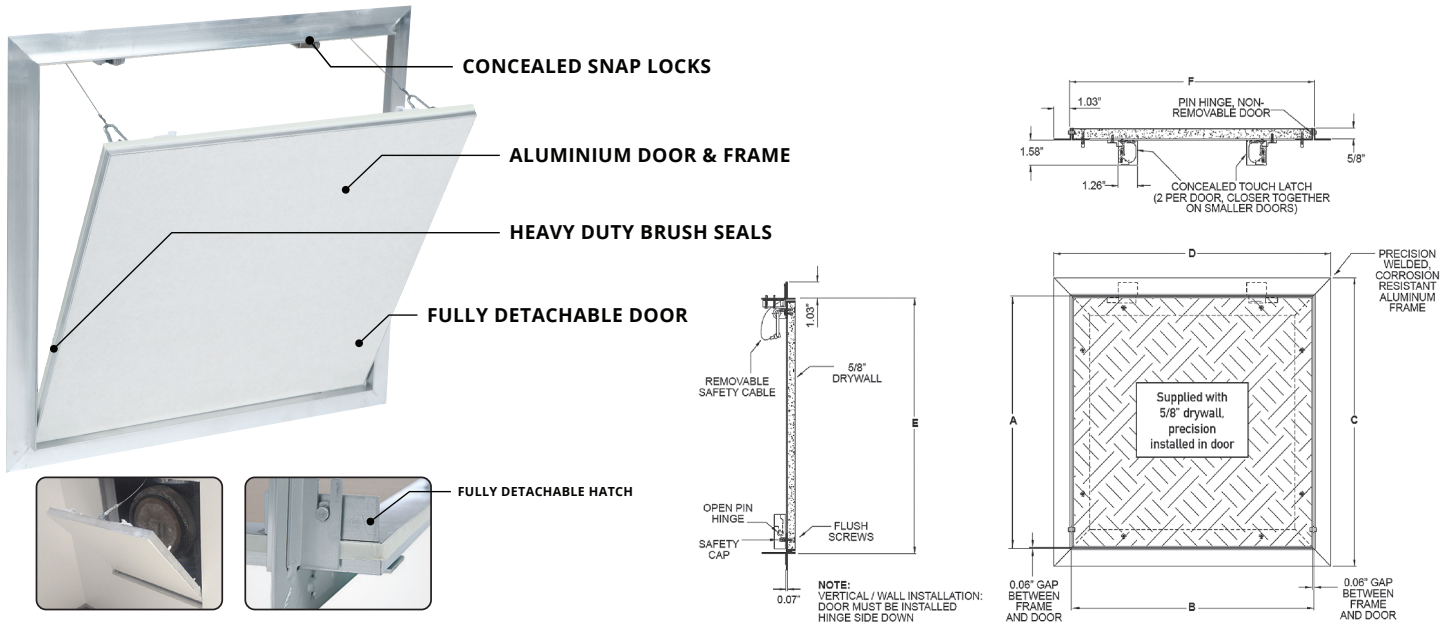 CONCEALED SNAP LOCKS
ALUMINIUM DOOR & FRAME
HEAVY DUTY BRUSH SEALS
FULLY DETACHABLE DOOR
FULLY DETACHABLE HATCH
F
1.03"
PIN HINGE, NON-
REMOVABLE DOOR
1.58"
5/8"
1.26"
CONCEALED TOUCH LATCH
(2 PER DOOR, CLOSER TOGETHER
ON SMALLER DOORS)
1.03"
REMOVABLE
SAFETY CABLE
5/8"
DRYWALL
E
OPEN PIN
HINGE
SAFETY
CAP
FLUSH
SCREWS
0.07"
NOTE:
VERTICAL / WALL INSTALLATION:
DOOR MUST BE INSTALLED
HINGE SIDE DOWN
D
PRECISION
WELDED,
CORROSION
RESISTANT
ALUMINUM
FRAME
A
Supplied with
5/8" drywall,
precision
installed in door
C
0.06" GAP
BETWEEN
FRAME
AND DOOR
B
0.06" GAP
BETWEEN
FRAME
AND DOOR